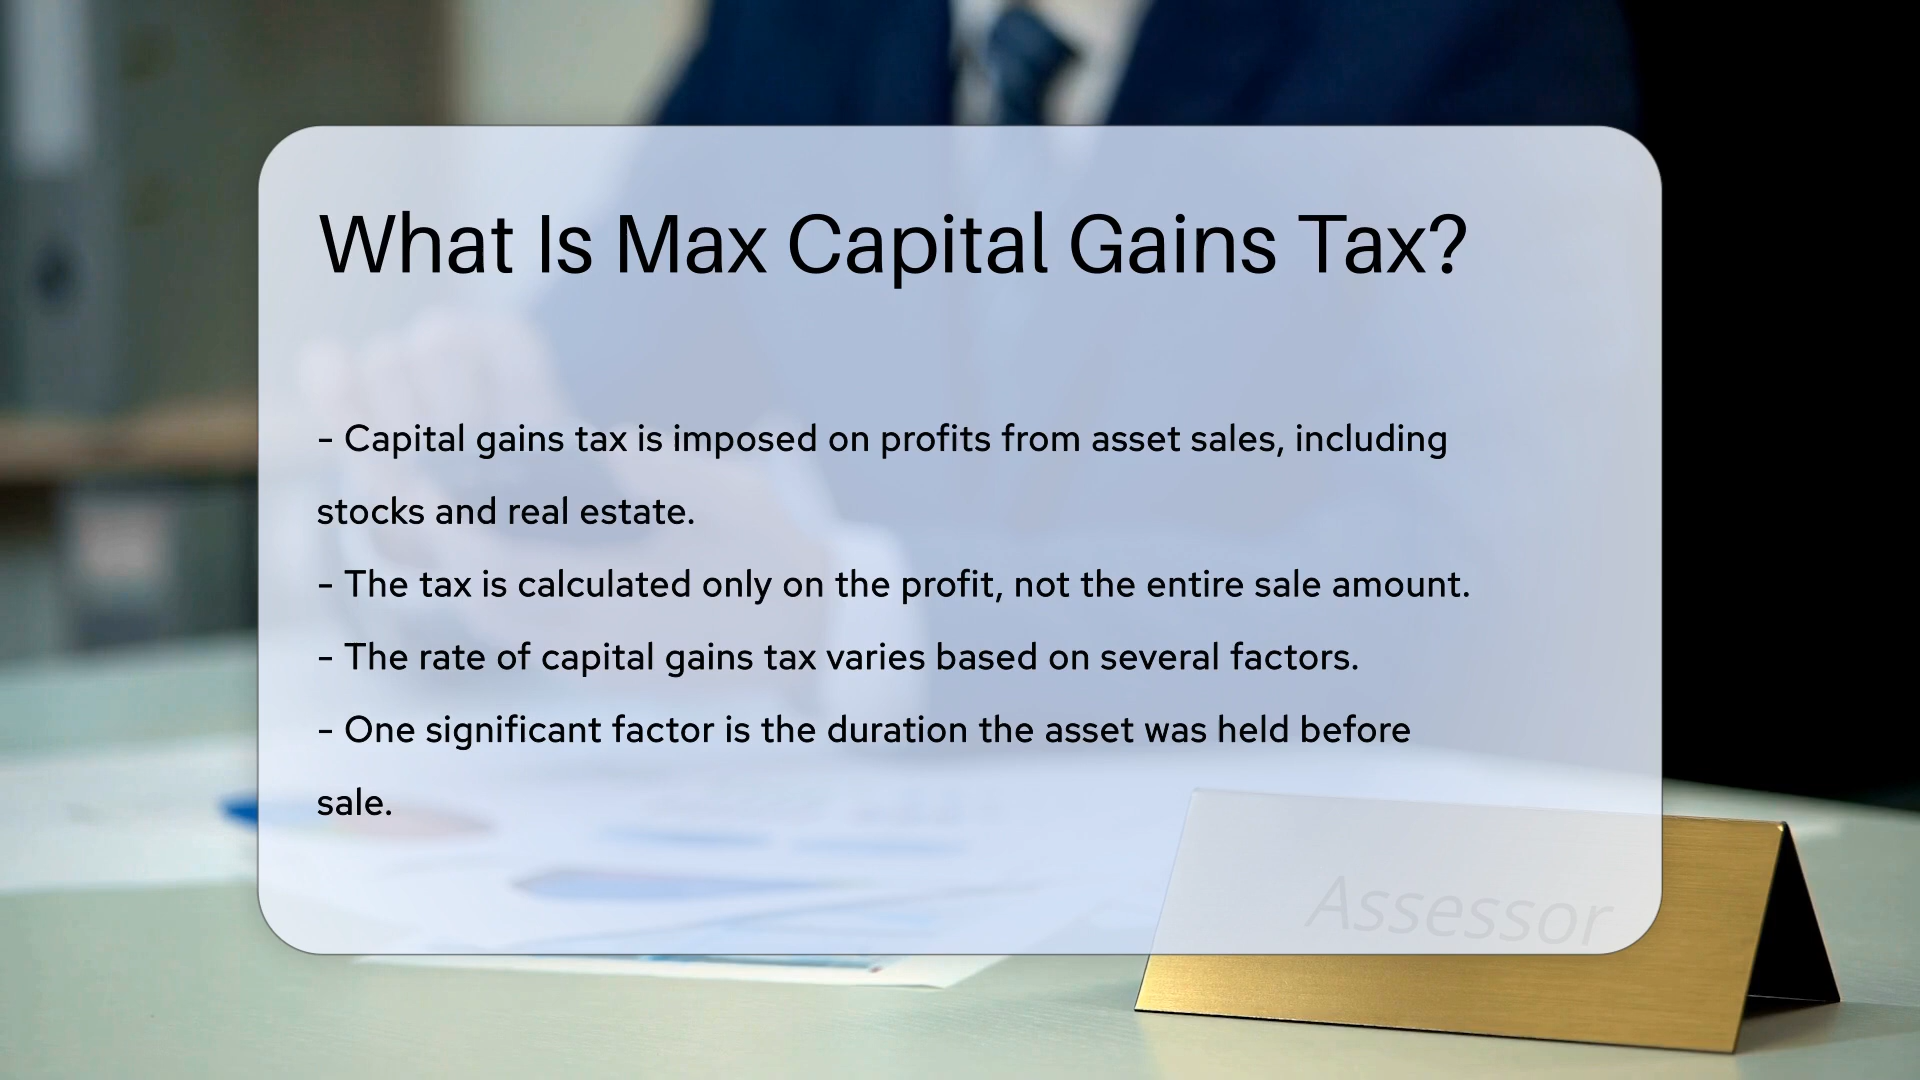 What Is Max Capital Gains Tax?
- Capital gains tax is imposed on profits from asset sales, including
stocks and real estate.
- The tax is calculated only on the profit, not the entire sale amount.
- The rate of capital gains tax varies based on several factors.
- One significant factor is the duration the asset was held before
sale.
Assessor